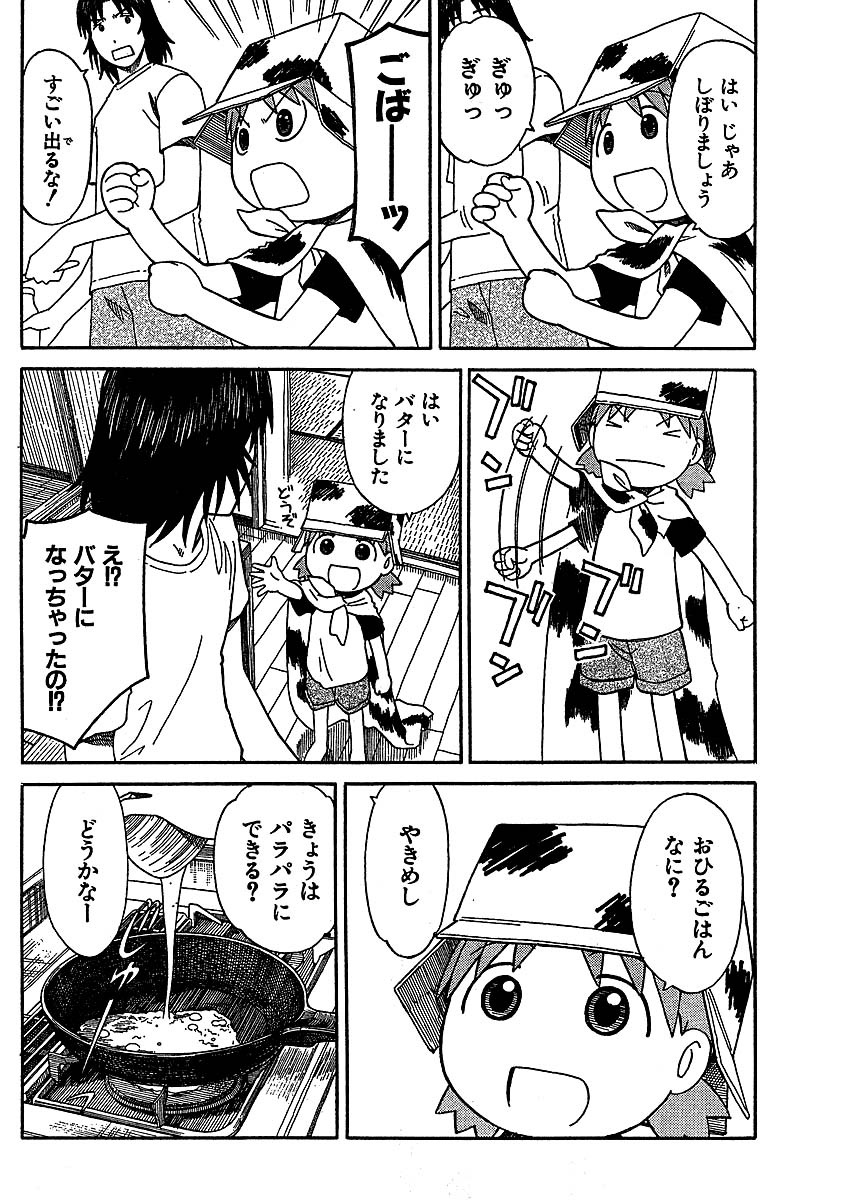 はいじゃあ
しぼりましょう
ぎゅっ
ぎゅっ
ごばーーッ
すごい出るな!
で
ブン
ブン
ブン
はい
バターに
なりました
どうぞ
え!?
バターに
なっちゃったの!?
おひるごはん
なに?
やきめし
きょうは
パラパラに
できる?
どうかなー
じゅう